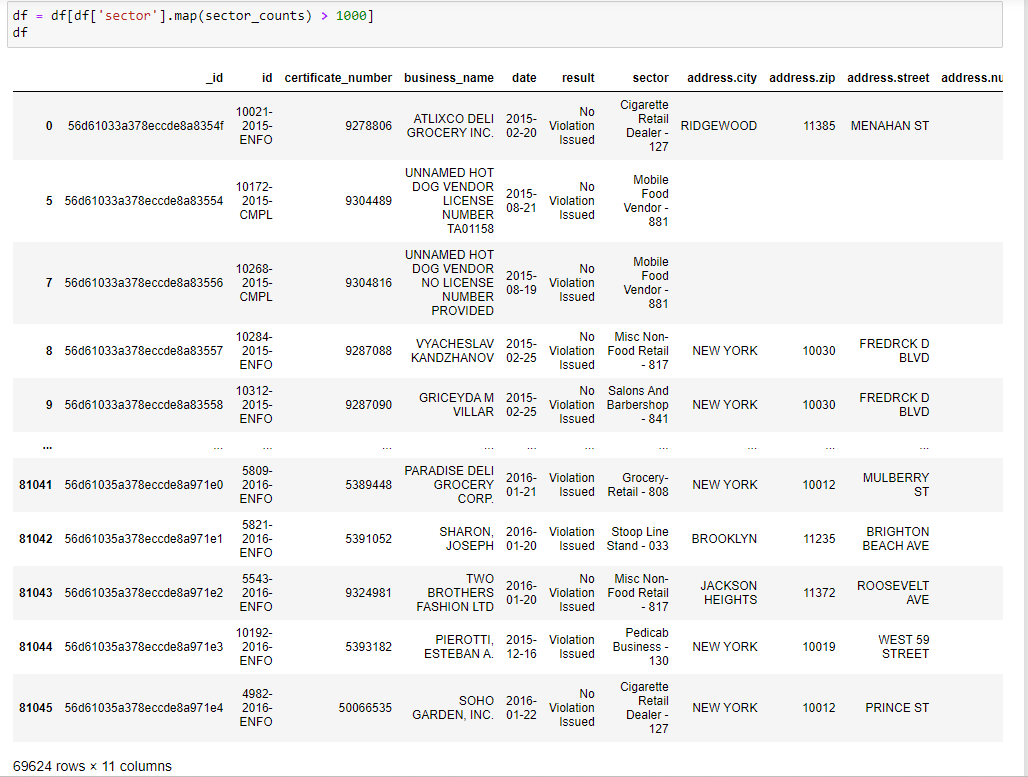 df = df[df['sector'].map(sector_counts) > 1000]
df
_id id certificate_number business_name date result sector address.city address.zip address.street address.nu
0 56d61033a378eccde8a8354f 10021-2015-ENFO 9278806 ATLIXCO DELI GROCERY INC. 2015-02-20 No Violation Issued Cigarette Retail Dealer - 127 RIDGEWOOD 11385 MENAHAN ST
5 56d61033a378eccde8a83554 10172-2015-CMPL 9304489 UNNAMED HOT DOG VENDOR LICENSE NUMBER TA01158 2015-08-21 No Violation Issued Mobile Food Vendor - 881
7 56d61033a378eccde8a83556 10268-2015-CMPL 9304816 UNNAMED HOT DOG VENDOR NO LICENSE NUMBER PROVIDED 2015-08-19 No Violation Issued Mobile Food Vendor - 881
8 56d61033a378eccde8a83557 10284-2015-ENFO 9287088 VYACHESLAV KANDZHANOV 2015-02-25 No Violation Issued Misc Non-Food Retail - 817 NEW YORK 10030 FREDRCK D BLVD
9 56d61033a378eccde8a83558 10312-2015-ENFO 9287090 GRICEYDA M VILLAR 2015-02-25 No Violation Issued Salons And Barbershop - 841 NEW YORK 10030 FREDRCK D BLVD
... ... ... ... ... ... ... ... ... ... ...
81041 56d61035a378eccde8a971e0 5809-2016-ENFO 5389448 PARADISE DELI GROCERY CORP. 2016-01-21 Violation Issued Grocery-Retail - 808 NEW YORK 10012 MULBERRY ST
81042 56d61035a378eccde8a971e1 5821-2016-ENFO 5391052 SHARON, JOSEPH 2016-01-20 Violation Issued Stoop Line Stand - 033 BROOKLYN 11235 BRIGHTON BEACH AVE
81043 56d61035a378eccde8a971e2 5543-2016-ENFO 9324981 TWO BROTHERS FASHION LTD 2016-01-20 No Violation Issued Misc Non-Food Retail - 817 JACKSON HEIGHTS 11372 ROOSEVELT AVE
81044 56d61035a378eccde8a971e3 10192-2016-ENFO 5393182 PIEROTTI, ESTEBAN A. 2015-12-16 Violation Issued Pedicab Business - 130 NEW YORK 10019 WEST 59 STREET
81045 56d61035a378eccde8a971e4 4982-2016-ENFO 50066535 SOHO GARDEN, INC. 2016-01-22 No Violation Issued Cigarette Retail Dealer - 127 NEW YORK 10012 PRINCE ST
69624 rows × 11 columns